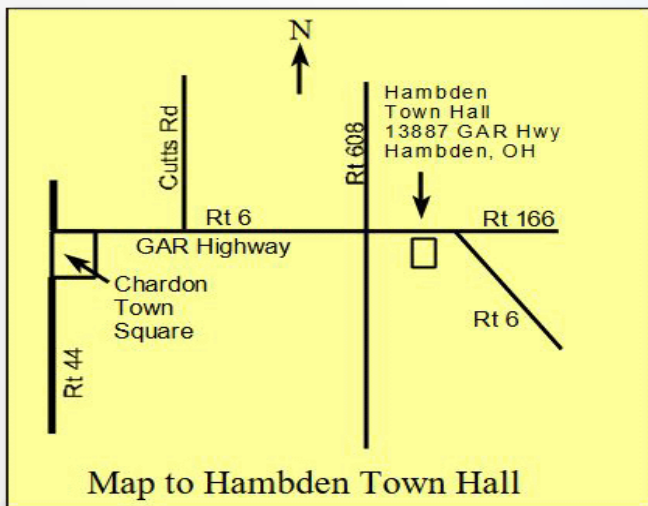 N
Hambden
Town Hall
13887 GAR Hwy
Hambden, OH
Cutts Rd
Rt 608
Rt 6
Rt 166
GAR Highway
Chardon
Town
Square
Rt 6
Rt 44
Map to Hambden Town Hall